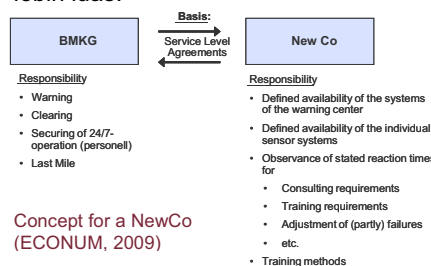 Basis:
BMKG
Service Level
Agreements
New Co
Responsibility
• Warning
• Clearing
• Securing of 24/7-
operation (personell)
• Last Mile
Responsibility
• Defined availability of the systems
of the warning center
• Defined availability of the individual
sensor systems
• Observance of stated reaction times
for
• Consulting requirements
• Training requirements
• Adjustment of (partly) failures
• etc.
• Training methods
Concept for a NewCo
(ECONUM, 2009)